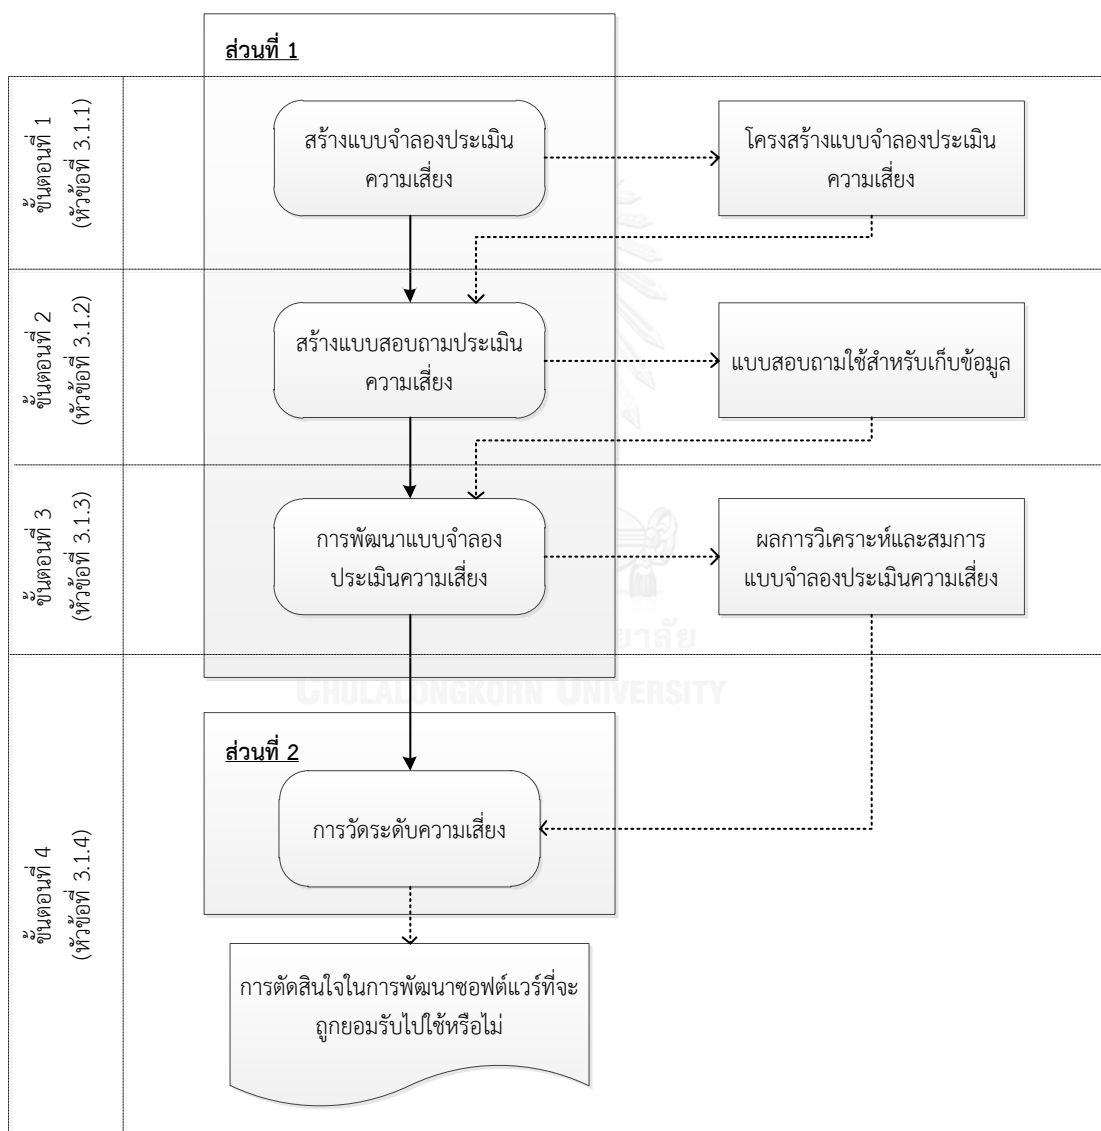 ส่วนที่ 1
ขั้นตอนที่ 1
(หัวข้อที่ 3.1.1)
สร้างแบบจำลองประเมิน
ความเสี่ยง
โครงสร้างแบบจำลองประเมิน
ความเสี่ยง
ขั้นตอนที่ 2
(หัวข้อที่ 3.1.2)
สร้างแบบสอบถามประเมิน
ความเสี่ยง
แบบสอบถามใช้สำหรับเก็บข้อมูล
ขั้นตอนที่ 3
(หัวข้อที่ 3.1.3)
การพัฒนาแบบจำลอง
ประเมินความเสี่ยง
ผลการวิเคราะห์และสมการ
แบบจำลองประเมินความเสี่ยง
CHULALONGKORN UNIVERSITY
ส่วนที่ 2
ขั้นตอนที่ 4
(หัวข้อที่ 3.1.4)
การวัดระดับความเสี่ยง
การตัดสินใจในการพัฒนาซอฟต์แวร์ที่จะ
ถูกยอมรับไปใช้หรือไม่